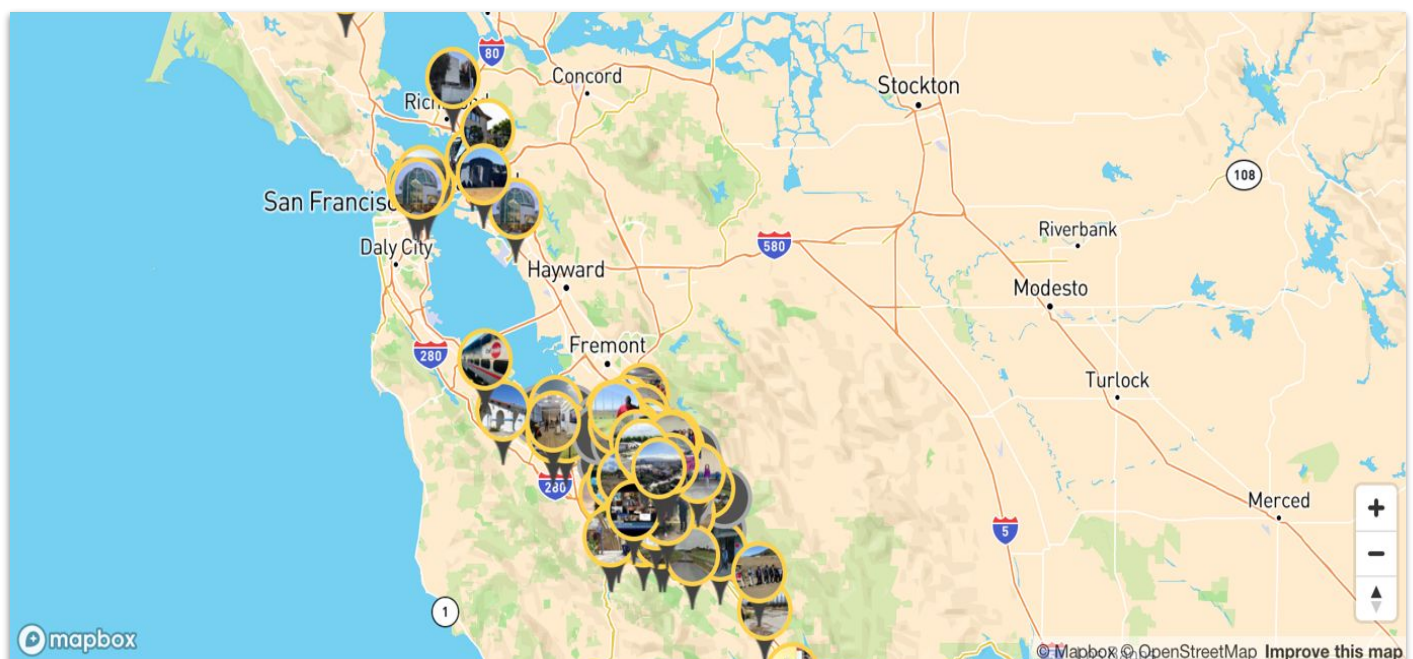 80
Concord
Stockton
108
San Francisco
Daly City
580
Riverbank
Hayward
Modesto
280
Fremont
Turlock
280
Merced
5
1
mapbox
© Mapbox © OpenStreetMap Improve this map